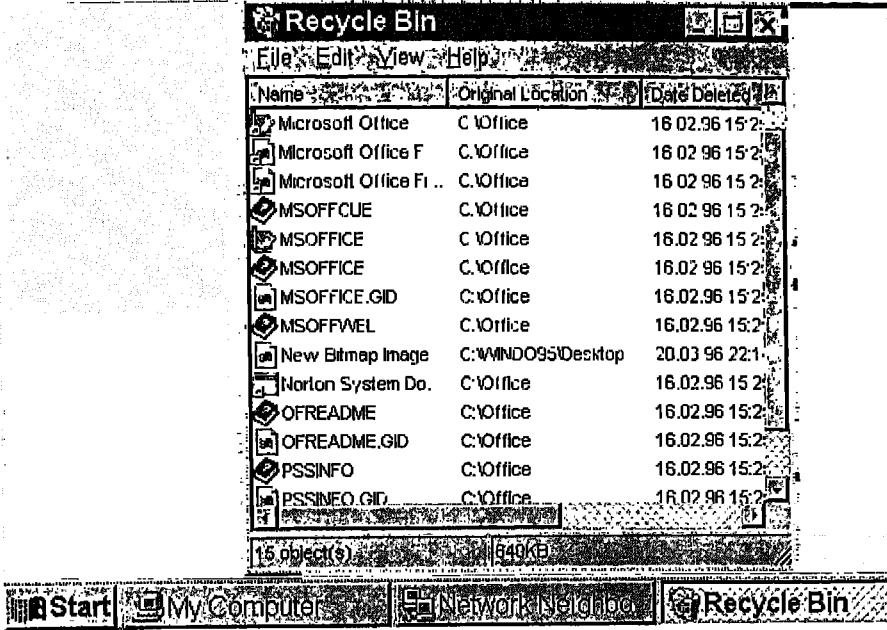 Recycle Bin
File Edit View Help
Name Original Location Date Deleted
Microsoft Office C:\Office 16.02.96 15:2
Microsoft Office F C:\Office 16.02.96 15:2
Microsoft Office Fi... C:\Office 16.02.96 15:2
MSOFFCUE C:\Office 16.02.96 15:2
MSOFFICE C:\Office 16.02.96 15:2
MSOFFICE C:\Office 16.02.96 15:2
MSOFFICE.GID C:\Office 16.02.96 15:2
MSOFFWEL C:\Office 16.02.96 15:2
New Bitmap Image C:\WINDO95\Desktop 20.03.96 22:1
Norton System Do. C:\Office 16.02.96 15:2
OFREADME C:\Office 16.02.96 15:2
OFREADME.GID C:\Office 16.02.96 15:2
PSSINFO C:\Office 16.02.96 15:2
PSSINFO.GID C:\Office 16.02.96 15:2
15 object(s) 640KB
Start My Computer Network Neighbo Recycle Bin